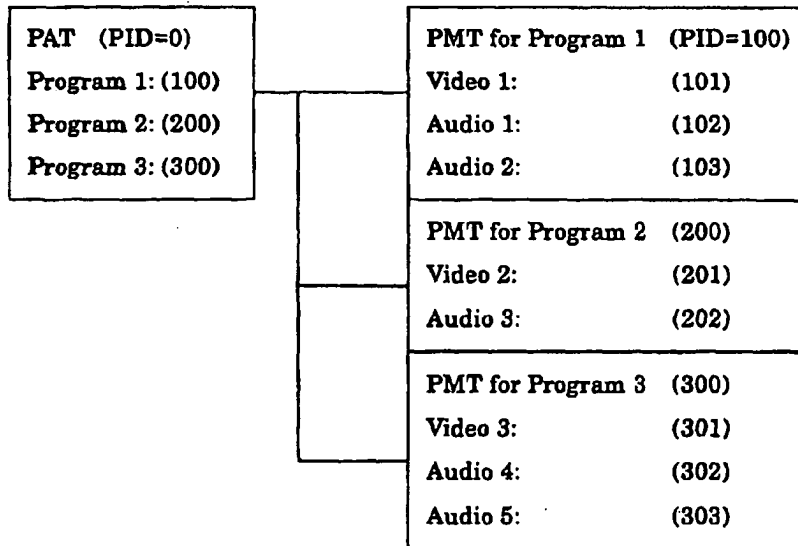 PAT (PID=0)
Program 1: (100)
Program 2: (200)
Program 3: (300)
PMT for Program 1 (PID=100)
Video 1: (101)
Audio 1: (102)
Audio 2: (103)
PMT for Program 2 (200)
Video 2: (201)
Audio 3: (202)
PMT for Program 3 (300)
Video 3: (301)
Audio 4: (302)
Audio 5: (303)